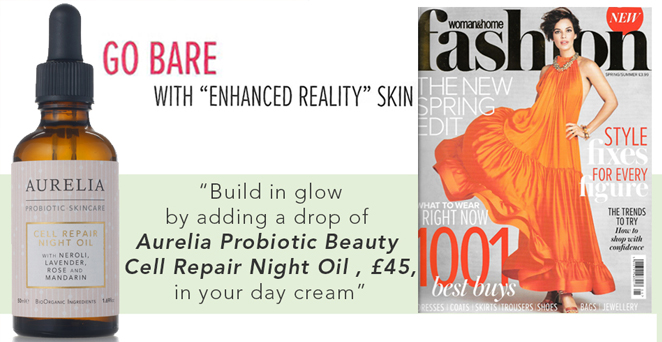 GO BARE
WITH “ENHANCED REALITY” SKIN
AURELIA
PROBIOTIC SKINCARE
CELL REPAIR
NIGHT OIL
WITH NEROLI,
LAVENDER,
ROSE AND
MANDARIN
BIOORGANIC INGREDIENTS
“Build in glow
by adding a drop of
Aurelia Probiotic Beauty
Cell Repair Night Oil , £45,
in your day cream”
woman&home
fashion
NEW
SPRING/SUMMER
THE NEW
SPRING
EDIT
STYLE
fixes
FOR EVERY
figure
THE TRENDS
TO TRY
How to
shop with
confidence
WHAT TO WEAR
RIGHT NOW
1001
best buys
DRESSES | COATS | SKIRTS | TROUSERS | SHOES BAGS | JEWELLERY